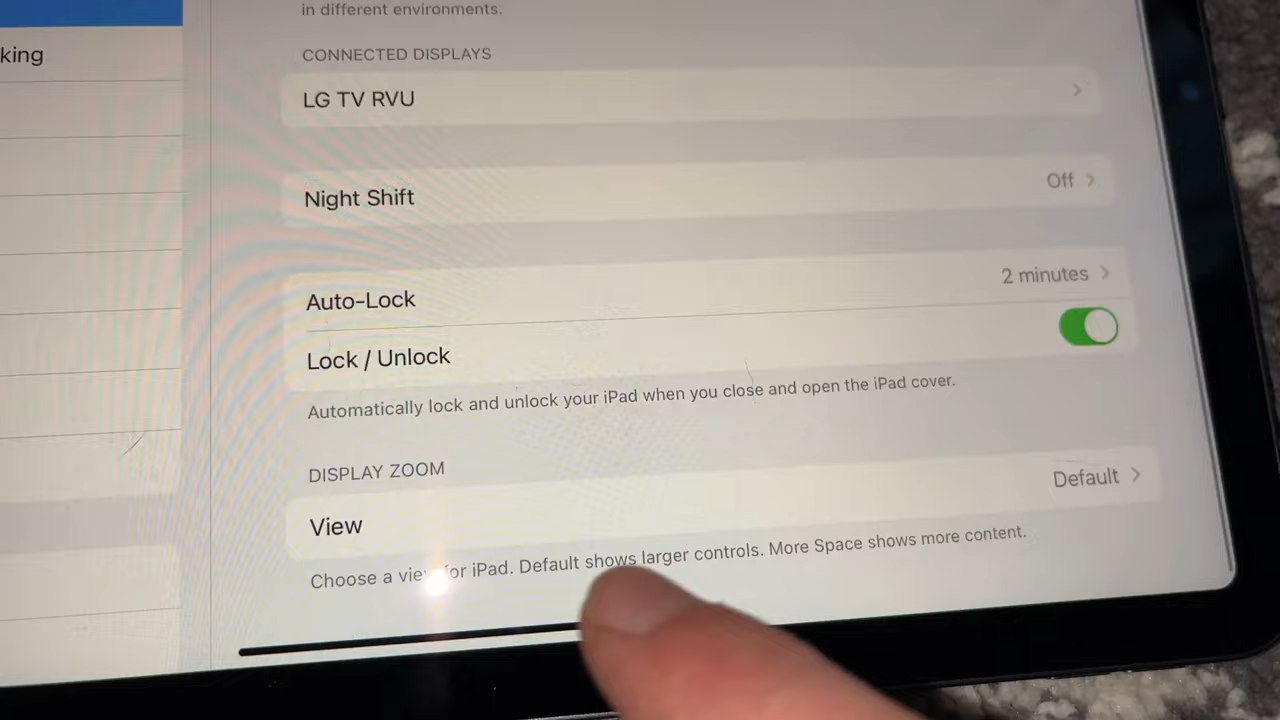 in different environments.
king
CONNECTED DISPLAYS
LG TV RVU
Night Shift
Off
Auto-Lock
2 minutes
Lock / Unlock
Automatically lock and unlock your iPad when you close and open the iPad cover.
DISPLAY ZOOM
View
Default
Choose a view for iPad. Default shows larger controls. More Space shows more content.